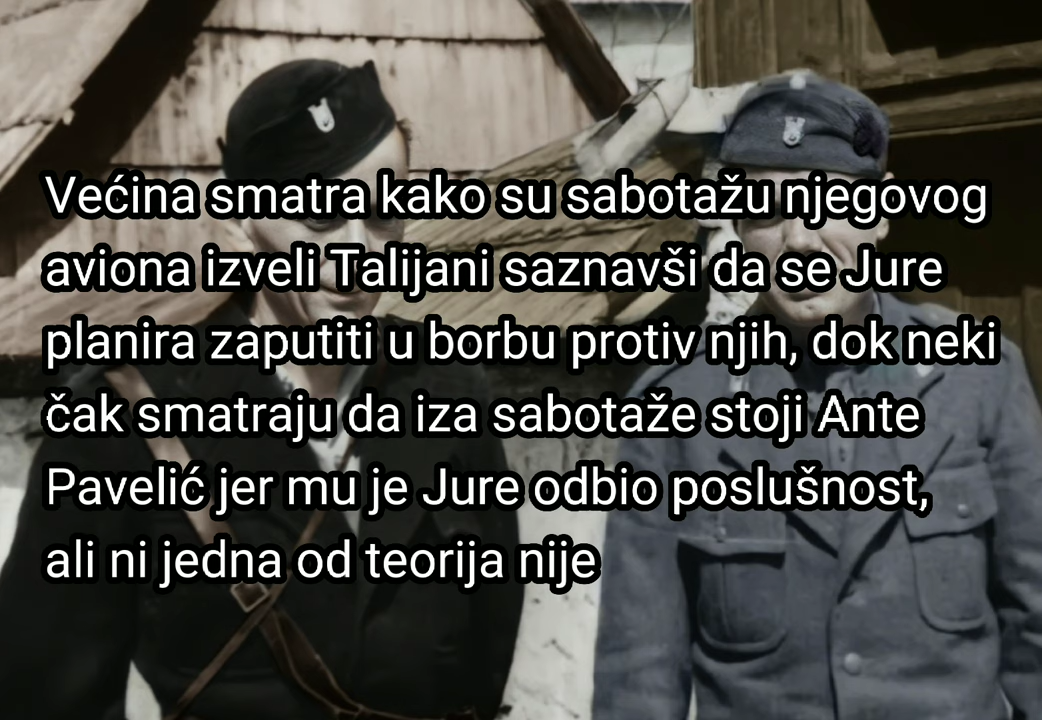 Većina smatra kako su sabotažu njegovog
aviona izveli Talijani saznavši da se Jure
planira zaputiti u borbu protiv njih, dok neki
čak smatraju da iza sabotaže stoji Ante
Pavelić jer mu je Jure odbio poslušnost,
ali ni jedna od teorija nije